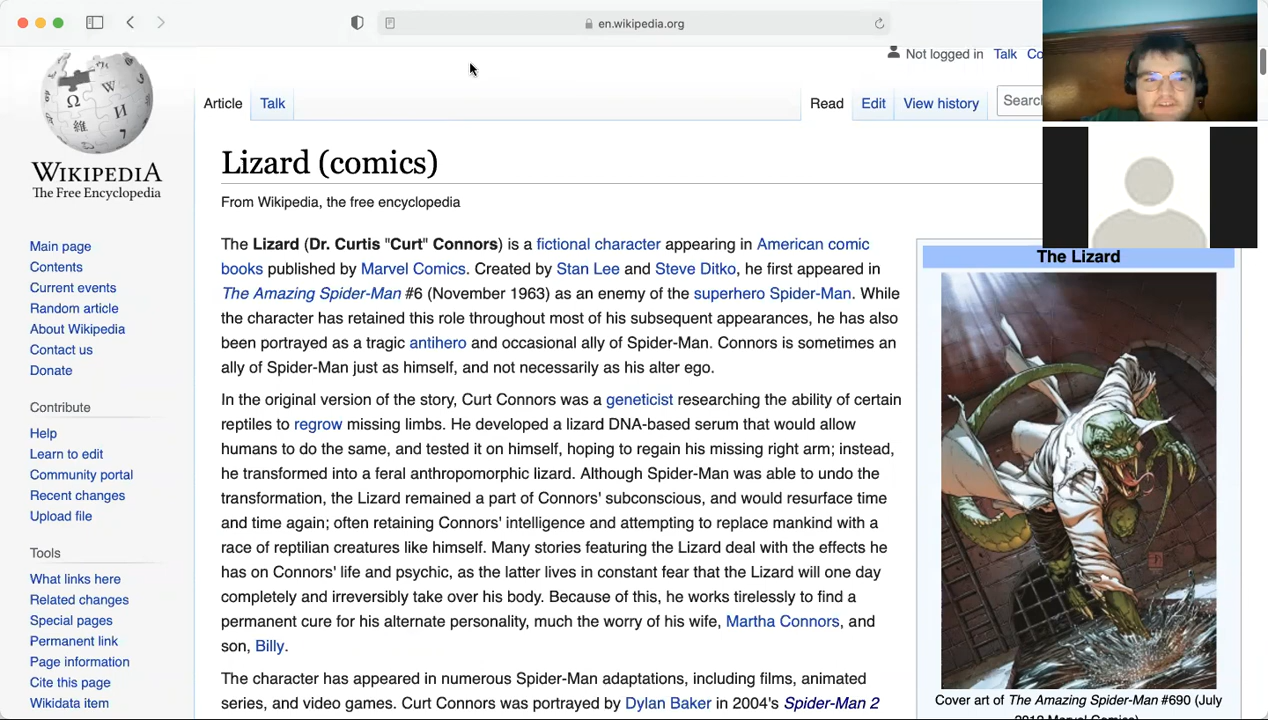 en.wikipedia.org
Not logged in Talk Co
Article Talk Read Edit View history Searc
WIKIPEDIA
The Free Encyclopedia
Main page
Contents
Current events
Random article
About Wikipedia
Contact us
Donate
Contribute
Help
Learn to edit
Community portal
Recent changes
Upload file
Tools
What links here
Related changes
Special pages
Permanent link
Page information
Cite this page
Wikidata item
Lizard (comics)
From Wikipedia, the free encyclopedia
The Lizard (Dr. Curtis "Curt" Connors) is a fictional character appearing in American comic
books published by Marvel Comics. Created by Stan Lee and Steve Ditko, he first appeared in
The Amazing Spider-Man #6 (November 1963) as an enemy of the superhero Spider-Man. While
the character has retained this role throughout most of his subsequent appearances, he has also
been portrayed as a tragic antihero and occasional ally of Spider-Man. Connors is sometimes an
ally of Spider-Man just as himself, and not necessarily as his alter ego.
In the original version of the story, Curt Connors was a geneticist researching the ability of certain
reptiles to regrow missing limbs. He developed a lizard DNA-based serum that would allow
humans to do the same, and tested it on himself, hoping to regain his missing right arm; instead,
he transformed into a feral anthropomorphic lizard. Although Spider-Man was able to undo the
transformation, the Lizard remained a part of Connors' subconscious, and would resurface time
and time again; often retaining Connors' intelligence and attempting to replace mankind with a
race of reptilian creatures like himself. Many stories featuring the Lizard deal with the effects he
has on Connors' life and psychic, as the latter lives in constant fear that the Lizard will one day
completely and irreversibly take over his body. Because of this, he works tirelessly to find a
permanent cure for his alternate personality, much the worry of his wife, Martha Connors, and
son, Billy.
The character has appeared in numerous Spider-Man adaptations, including films, animated
series, and video games. Curt Connors was portrayed by Dylan Baker in 2004's Spider-Man 2
The Lizard
Cover art of The Amazing Spider-Man #690 (July